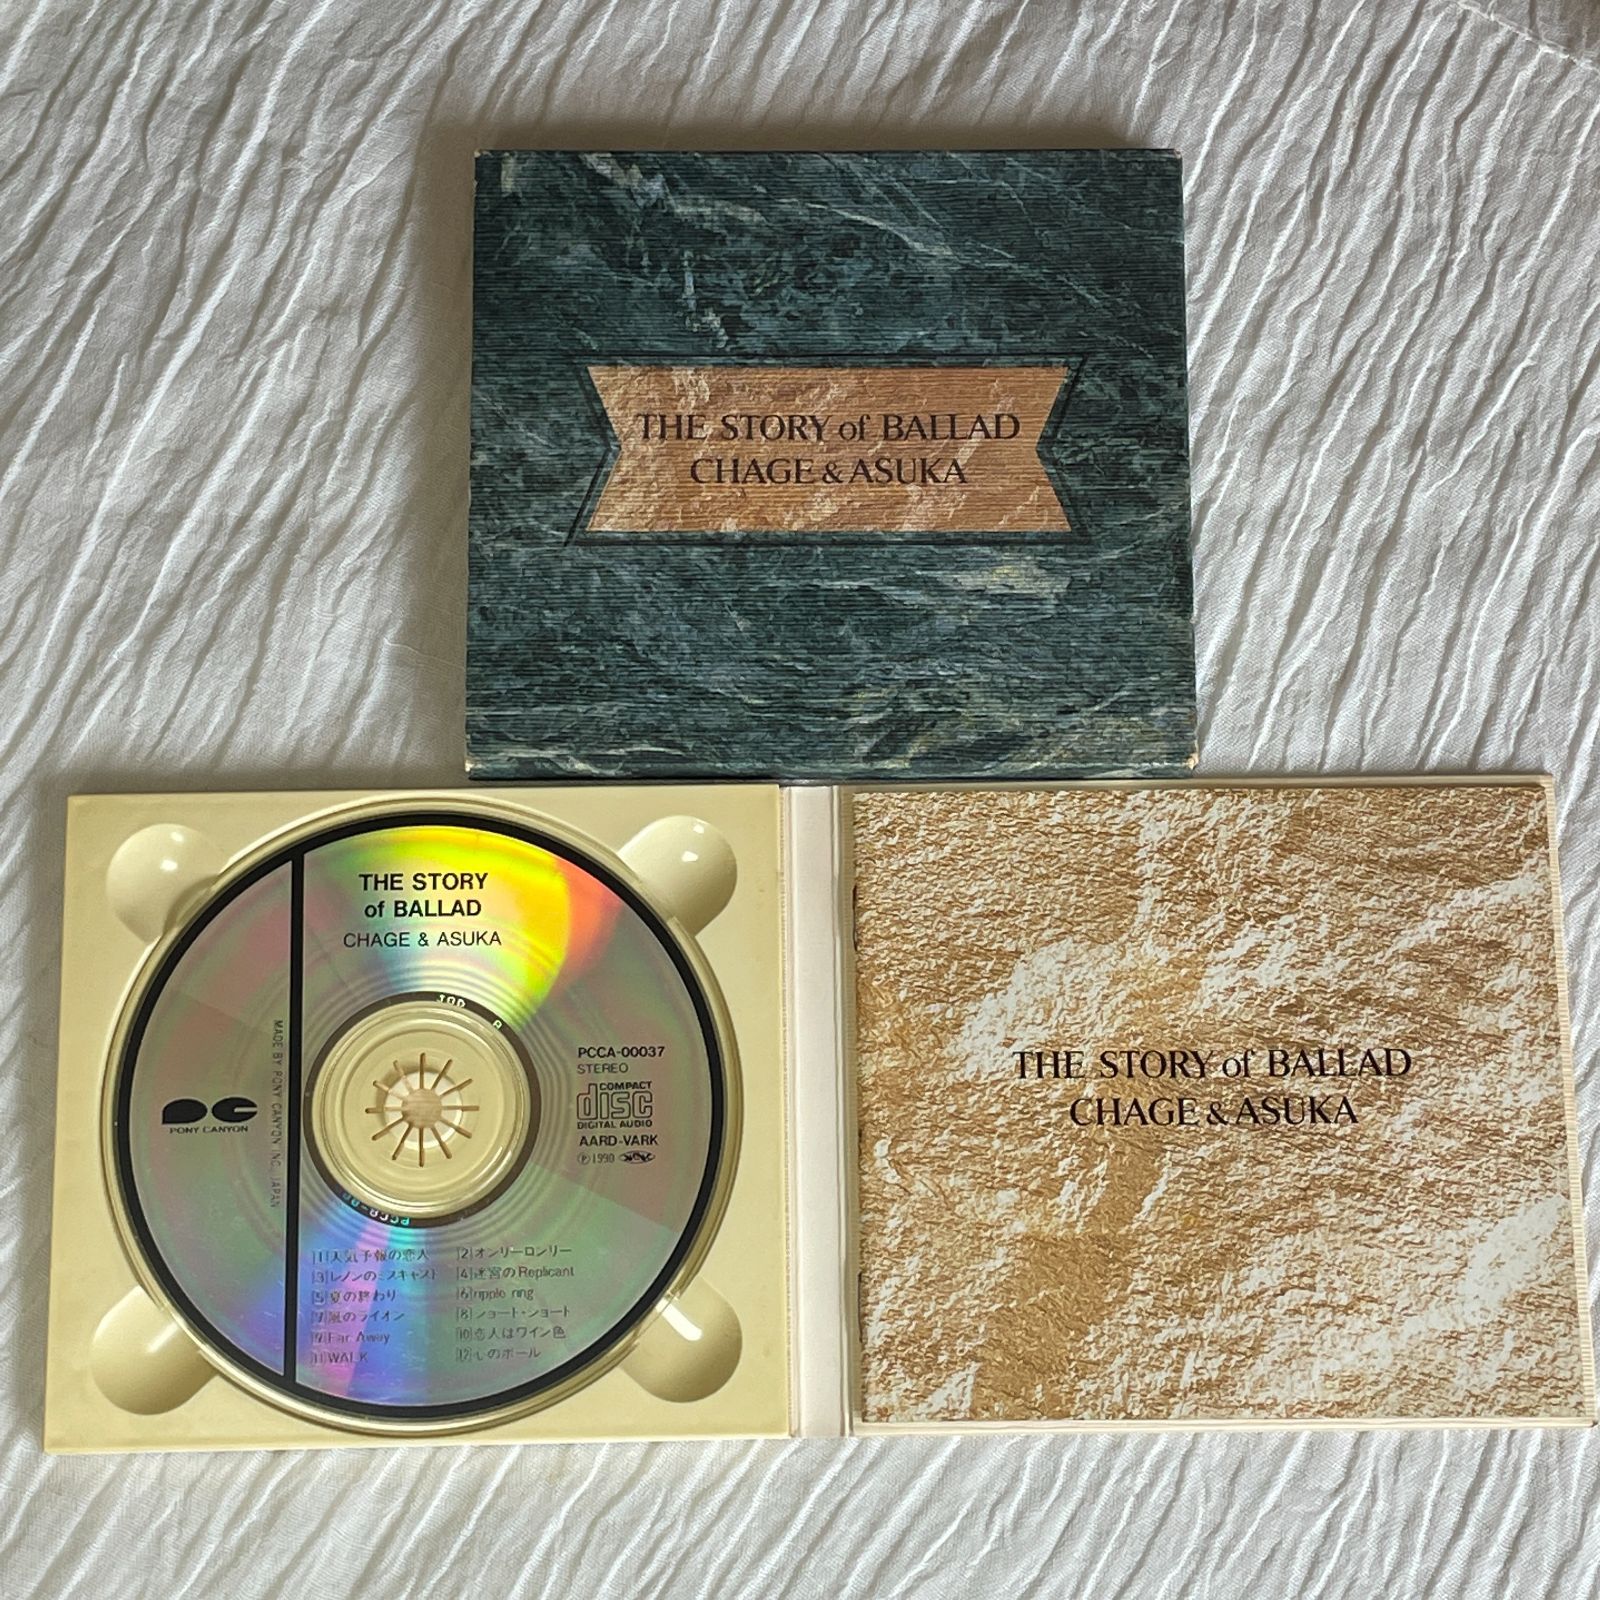 THE STORY of BALLAD
CHAGE & ASUKA
THE STORY
of BALLAD
CHAGE & ASUKA
PCCA-00037
STEREO
COMPACT
disc
DIGITAL AUDIO
AARD-VARK
℗1990
PONY CANYON
MADE BY PONY CANYON INC., JAPAN
1 天気予報の恋人 2 オンリーロンリー
3 レノンのミスキャスト 4 迷宮のReplicant
5 夏の終わり 6 ripple ring
7 風のライオン 8 ショート・ショート
9 Far Away 10 恋人はワイン色
11 WALK 12 心のボール
THE STORY of BALLAD
CHAGE & ASUKA